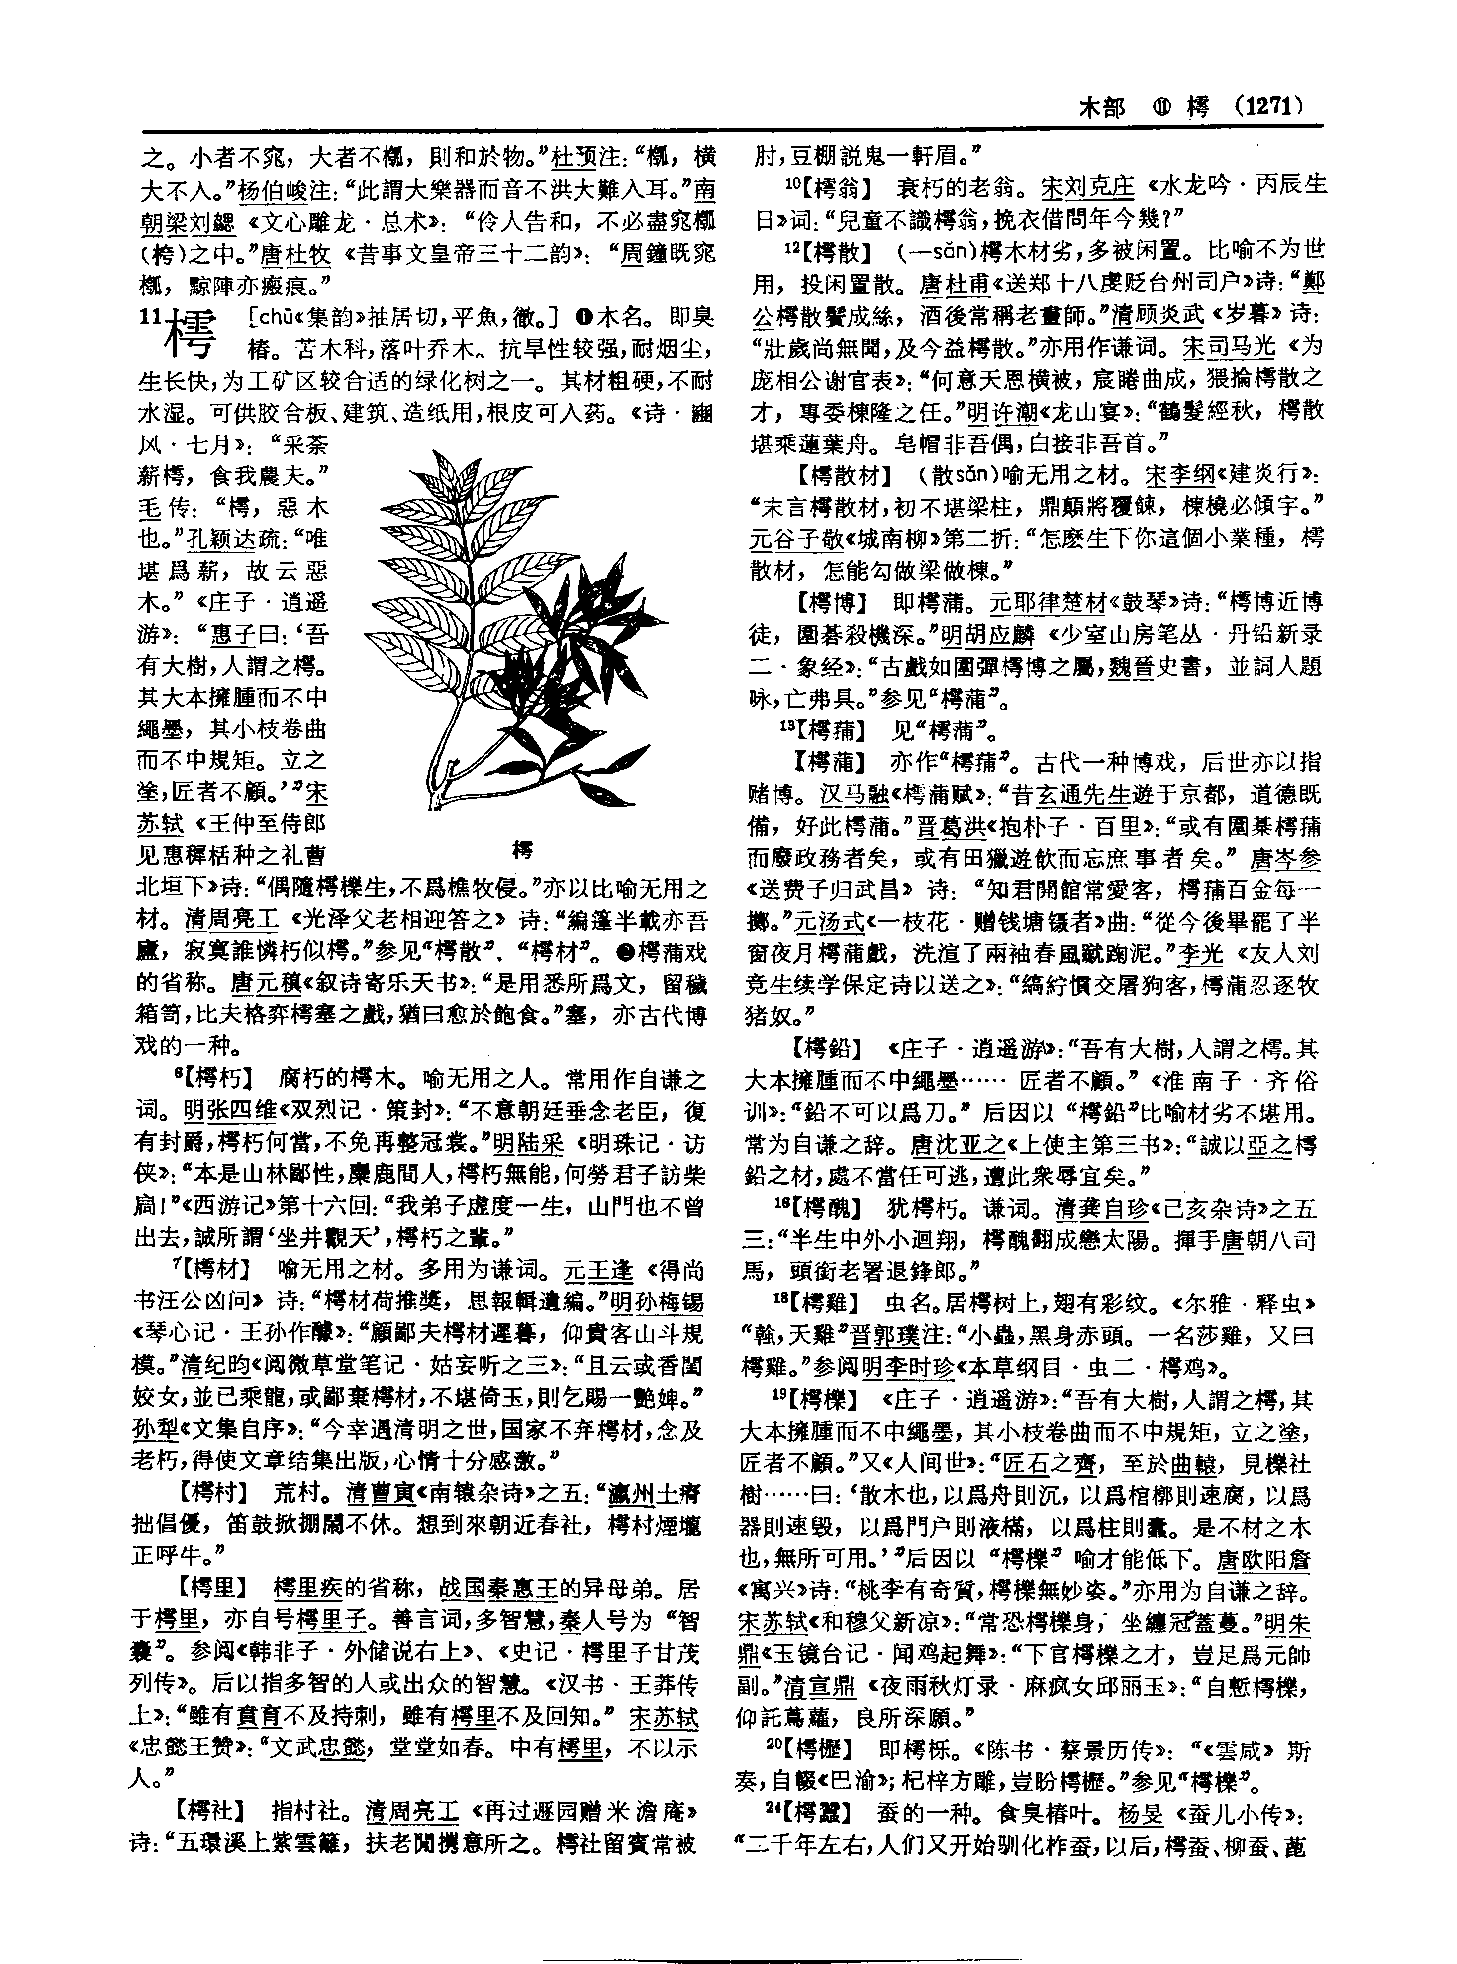 木部 ⑪ 樗 (1271)
之。小者不窕，大者不槬，則和於物。”杜预注：“槬，橫
大不入。”杨伯峻注：“此謂大樂器而音不洪大難入耳。”南
朝梁刘勰《文心雕龙·总术》：“伶人告和，不必盡窕槬
(㮧)之中。”唐杜牧《昔事文皇帝三十二韵》：“周鐘既窕
槬，黥陣亦瘢痕。”
11樗 [chū《集韵》抽居切，平魚，徹。] ❶木名。即臭
椿。苦木科，落叶乔木。抗旱性较强，耐烟尘，
生长快，为工矿区较合适的绿化树之一。其材粗硬，不耐
水湿。可供胶合板、建筑、造纸用，根皮可入药。《诗·豳
风·七月》：“采荼
薪樗，食我農夫。”
毛传：“樗，惡木
也。”孔颖达疏：“唯
堪爲薪，故云惡
木。”《庄子·逍遥
游》：“惠子曰：‘吾
有大樹，人謂之樗。
其大本擁腫而不中
繩墨，其小枝卷曲
而不中規矩。立之
塗，匠者不顧。’”宋
苏轼《王仲至侍郎
见惠穉栝种之礼曹
樗
北垣下》诗：“偶隨樗櫟生，不爲樵牧侵。”亦以比喻无用之
材。清周亮工《光泽父老相迎答之》诗：“編篷半載亦吾
廬，寂寞誰憐朽似樗。”参见“樗散”、“樗材”。❷樗蒲戏
的省称。唐元稹《叙诗寄乐天书》：“是用悉所爲文，留穢
箱笥，比夫格弈樗塞之戲，猶曰愈於飽食。”塞，亦古代博
戏的一种。
6【樗朽】 腐朽的樗木。喻无用之人。常用作自谦之
词。明张四维《双烈记·策封》：“不意朝廷垂念老臣，復
有封爵，樗朽何當，不免再整冠裳。”明陆采《明珠记·访
侠》：“本是山林鄙性，麋鹿間人，樗朽無能，何勞君子訪柴
扃！”《西游记》第十六回：“我弟子虚度一生，山門也不曾
出去，誠所謂‘坐井觀天’，樗朽之輩。”
7【樗材】 喻无用之材。多用为谦词。元王逢《得尚
书汪公凶问》诗：“樗材荷推獎，思報輯遺編。”明孙梅锡
《琴心记·王孙作醵》：“顧鄙夫樗材遲暮，仰貴客山斗規
模。”清纪昀《阅微草堂笔记·姑妄听之三》：“且云或香閨
姣女，並已乘龍，或鄙棄樗材，不堪倚玉，則乞賜一艷婢。”
孙犁《文集自序》：“今幸遇清明之世，国家不弃樗材，念及
老朽，得使文章结集出版，心情十分感激。”
【樗村】 荒村。清曹寅《南辕杂诗》之五：“瀛州土瘠
拙倡優，笛鼓掀掤鬧不休。想到來朝近春社，樗村煙壠
正呼牛。”
【樗里】 樗里疾的省称，战国秦惠王的异母弟。居
于樗里，亦自号樗里子。善言词，多智慧，秦人号为“智
囊”。参阅《韩非子·外储说右上》、《史记·樗里子甘茂
列传》。后以指多智的人或出众的智慧。《汉书·王莽传
上》：“雖有賁育不及持刺，雖有樗里不及回知。”宋苏轼
《忠懿王赞》：“文武忠懿，堂堂如春。中有樗里，不以示
人。”
【樗社】 指村社。清周亮工《再过遯园赠米澹庵》
诗：“五環溪上紫雲籬，扶老閒携意所之。樗社留賓常被
肘，豆棚説鬼一軒眉。”
10【樗翁】 衰朽的老翁。宋刘克庄《水龙吟·丙辰生
日》词：“兒童不識樗翁，挽衣借問年今幾？”
12【樗散】 (—sǎn)樗木材劣，多被闲置。比喻不为世
用，投闲置散。唐杜甫《送郑十八虔贬台州司户》诗：“鄭
公樗散鬢成絲，酒後常稱老畫師。”清顾炎武《岁暮》诗：
“壯歲尚無聞，及今益樗散。”亦用作谦词。宋司马光《为
庞相公谢官表》：“何意天恩横被，宸睠曲成，猥掄樗散之
才，專委棟隆之任。”明许潮《龙山宴》：“鶴髮經秋，樗散
堪乘蓮葉舟。皂帽非吾偶，白接非吾首。”
【樗散材】 (散sǎn)喻无用之材。宋李纲《建炎行》：
“末言樗散材，初不堪梁柱，鼎顛將覆餗，棟橈必傾宇。”
元谷子敬《城南柳》第二折：“怎麽生下你這個小業種，樗
散材，怎能勾做梁做棟。”
【樗博】 即樗蒲。元耶律楚材《鼓琴》诗：“樗博近博
徒，圍碁殺機深。”明胡应麟《少室山房笔丛·丹铅新录
二·象经》：“古戲如圍彈樗博之屬，魏晉史書，並詞人題
咏，亡弗具。”参见“樗蒲”。
13【樗蒱】 见“樗蒲”。
【樗蒲】 亦作“樗蒱”。古代一种博戏，后世亦以指
赌博。汉马融《樗蒲赋》：“昔玄通先生遊于京都，道德既
備，好此樗蒲。”晋葛洪《抱朴子·百里》：“或有圍棊樗蒱
而廢政務者矣，或有田獵遊飲而忘庶事者矣。”唐岑参
《送费子归武昌》诗：“知君開館常愛客，樗蒱百金每一
擲。”元汤式《一枝花·赠钱塘镊者》曲：“從今後畢罷了半
窗夜月樗蒲戲，洗渲了兩袖春風蹴踘泥。”李光《友人刘
竞生续学保定诗以送之》：“縞紵慣交屠狗客，樗蒲忍逐牧
猪奴。”
【樗鉛】 《庄子·逍遥游》：“吾有大樹，人謂之樗。其
大本擁腫而不中繩墨……匠者不顧。”《淮南子·齐俗
训》：“鉛不可以爲刀。”后因以“樗鉛”比喻材劣不堪用。
常为自谦之辞。唐沈亚之《上使主第三书》：“誠以亞之樗
鉛之材，處不當任可逃，遭此衆辱宜矣。”
16【樗醜】 犹樗朽。谦词。清龚自珍《己亥杂诗》之五
三：“半生中外小迴翔，樗醜翻成戀太陽。揮手唐朝八司
馬，頭銜老署退鋒郎。”
18【樗雞】 虫名。居樗树上，翅有彩纹。《尔雅·释虫》
“螒，天雞”晋郭璞注：“小蟲，黑身赤頭。一名莎雞，又曰
樗雞。”参阅明李时珍《本草纲目·虫二·樗鸡》。
19【樗櫟】 《庄子·逍遥游》：“吾有大樹，人謂之樗，其
大本擁腫而不中繩墨，其小枝卷曲而不中規矩，立之塗，
匠者不顧。”又《人间世》：“匠石之齊，至於曲轅，見櫟社
樹……曰：‘散木也，以爲舟則沉，以爲棺槨則速腐，以爲
器則速毀，以爲門户則液樠，以爲柱則蠹。是不材之木
也，無所可用。’”后因以“樗櫟”喻才能低下。唐欧阳詹
《寓兴》诗：“桃李有奇質，樗櫟無妙姿。”亦用为自谦之辞。
宋苏轼《和穆父新凉》：“常恐樗櫟身，坐纏冠蓋蔓。”明朱
鼎《玉镜台记·闻鸡起舞》：“下官樗櫟之才，豈足爲元帥
副。”清宣鼎《夜雨秋灯录·麻疯女邱丽玉》：“自慙樗櫟，
仰託蔦蘿，良所深願。”
20【樗櫪】 即樗栎。《陈书·蔡景历传》：“《雲咸》斯
奏，自輟《巴渝》；杞梓方雕，豈盼樗櫪。”参见“樗櫟”。
24【樗蠶】 蚕的一种。食臭椿叶。杨旻《蚕儿小传》：
“二千年左右，人们又开始驯化柞蚕，以后，樗蚕、柳蚕、蓖